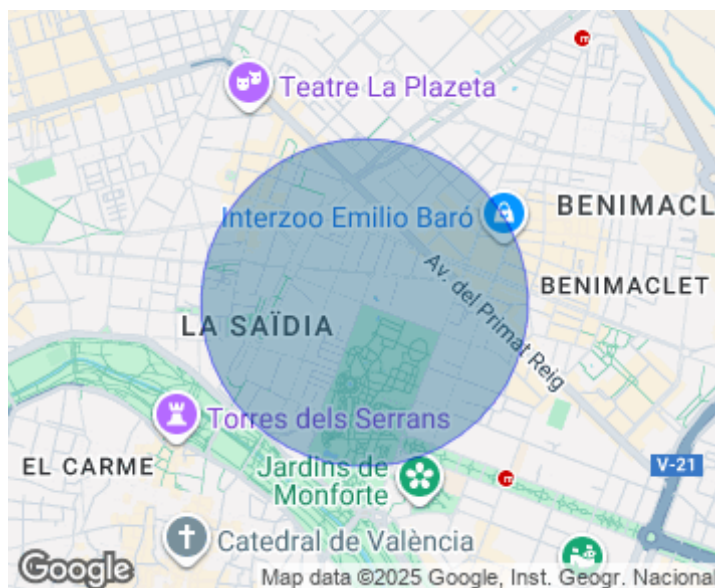 Teatre La Plazeta
Interzoo Emilio Baró
BENIMACL
BENIMACLET
Av. del Primat Reig
LA SAÏDIA
Torres dels Serrans
EL CARME
Jardins de
Monforte
V-21
Catedral de València
Google
Map data ©2025 Google, Inst. Geogr. Nacional